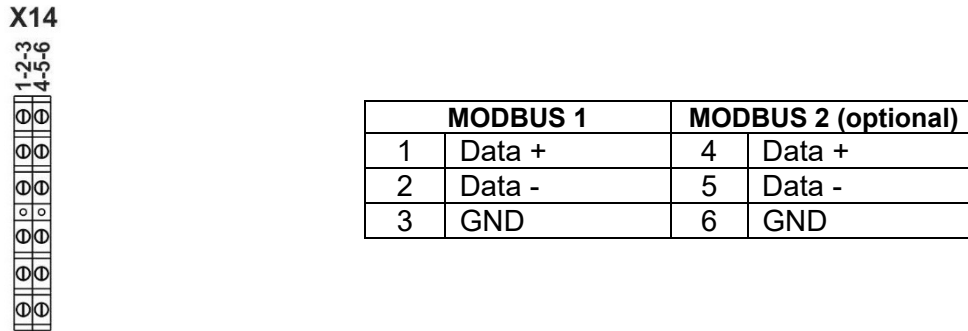 X14
1-2-3
4-5-6
MODBUS 1 MODBUS 2 (optional)
1 Data + 4 Data +
2 Data - 5 Data -
3 GND 6 GND